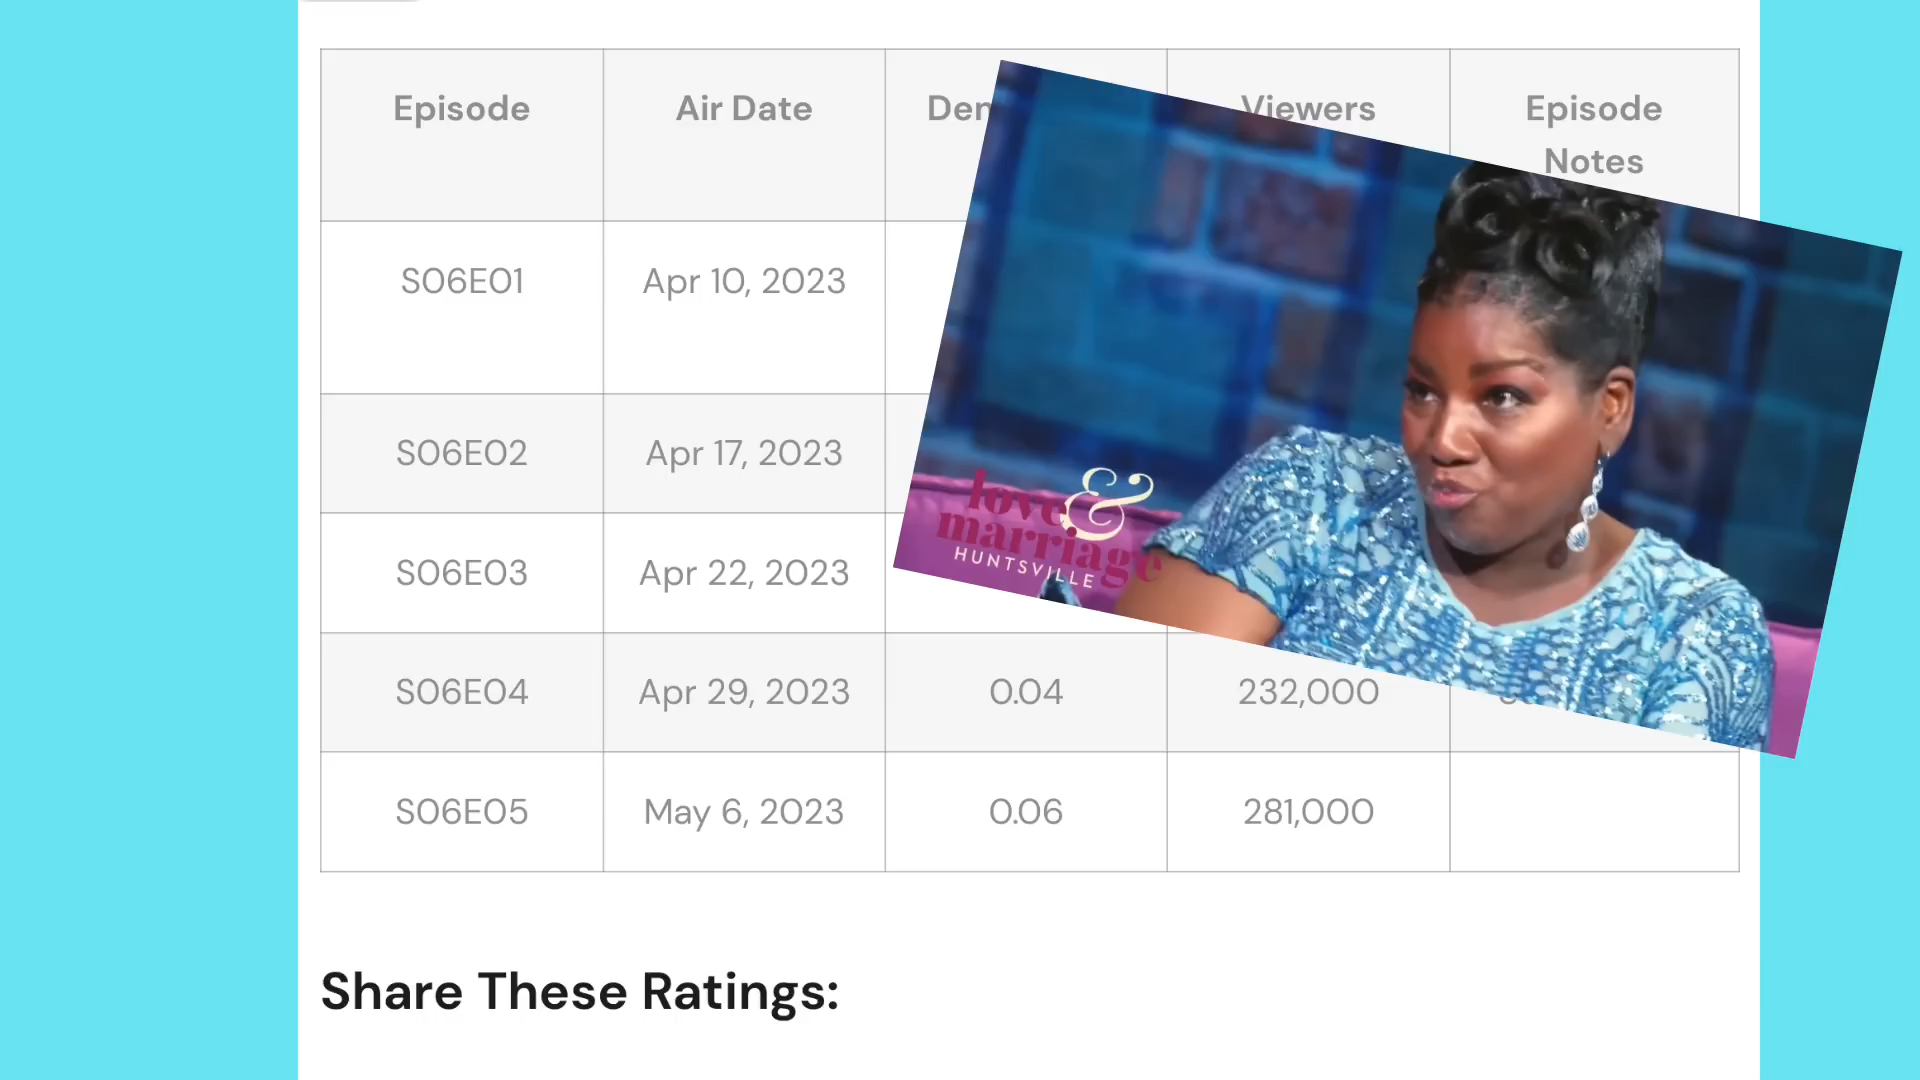 Episode Air Date Viewers Episode
Notes
S06E01 Apr 10, 2023
S06E02 Apr 17, 2023
S06E03 Apr 22, 2023
S06E04 Apr 29, 2023 0.04 232,000
S06E05 May 6, 2023 0.06 281,000
love &
marriage
HUNTSVILLE
Share These Ratings: